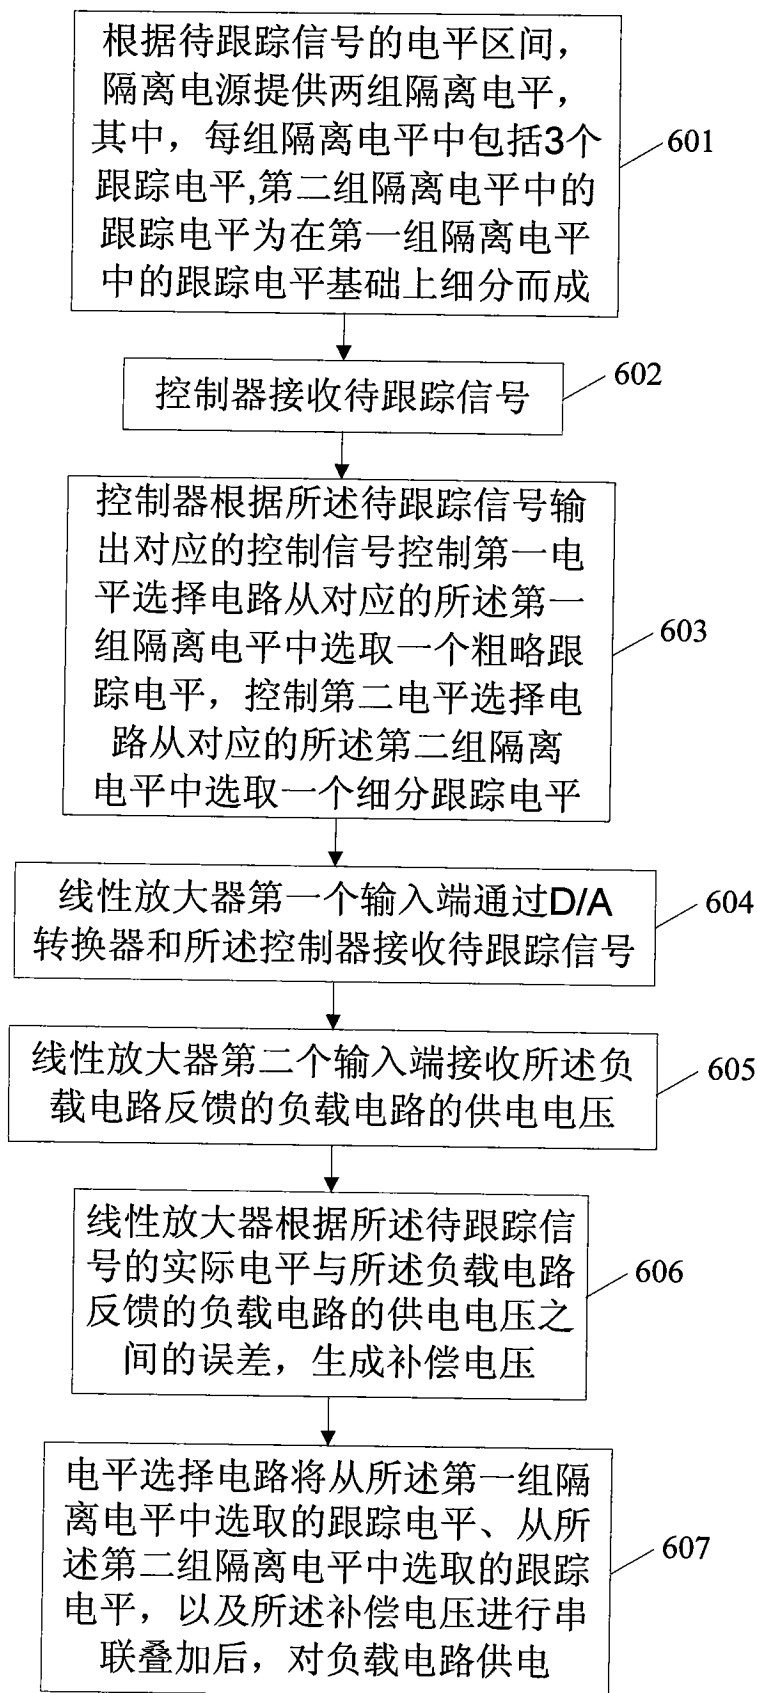 根据待跟踪信号的电平区间，
隔离电源提供两组隔离电平，
其中，每组隔离电平中包括3个
跟踪电平,第二组隔离电平中的
跟踪电平为在第一组隔离电平
中的跟踪电平基础上细分而成
601
控制器接收待跟踪信号
602
控制器根据所述待跟踪信号输
出对应的控制信号控制第一电
平选择电路从对应的所述第一
组隔离电平中选取一个粗略跟
踪电平，控制第二电平选择电
路从对应的所述第二组隔离
电平中选取一个细分跟踪电平
603
线性放大器第一个输入端通过D/A
转换器和所述控制器接收待跟踪信号
604
线性放大器第二个输入端接收所述负
载电路反馈的负载电路的供电电压
605
线性放大器根据所述待跟踪信
号的实际电平与所述负载电路
反馈的负载电路的供电电压之
间的误差，生成补偿电压
606
电平选择电路将从所述第一组隔
离电平中选取的跟踪电平、从所
述第二组隔离电平中选取的跟踪
电平，以及所述补偿电压进行串
联叠加后，对负载电路供电
607